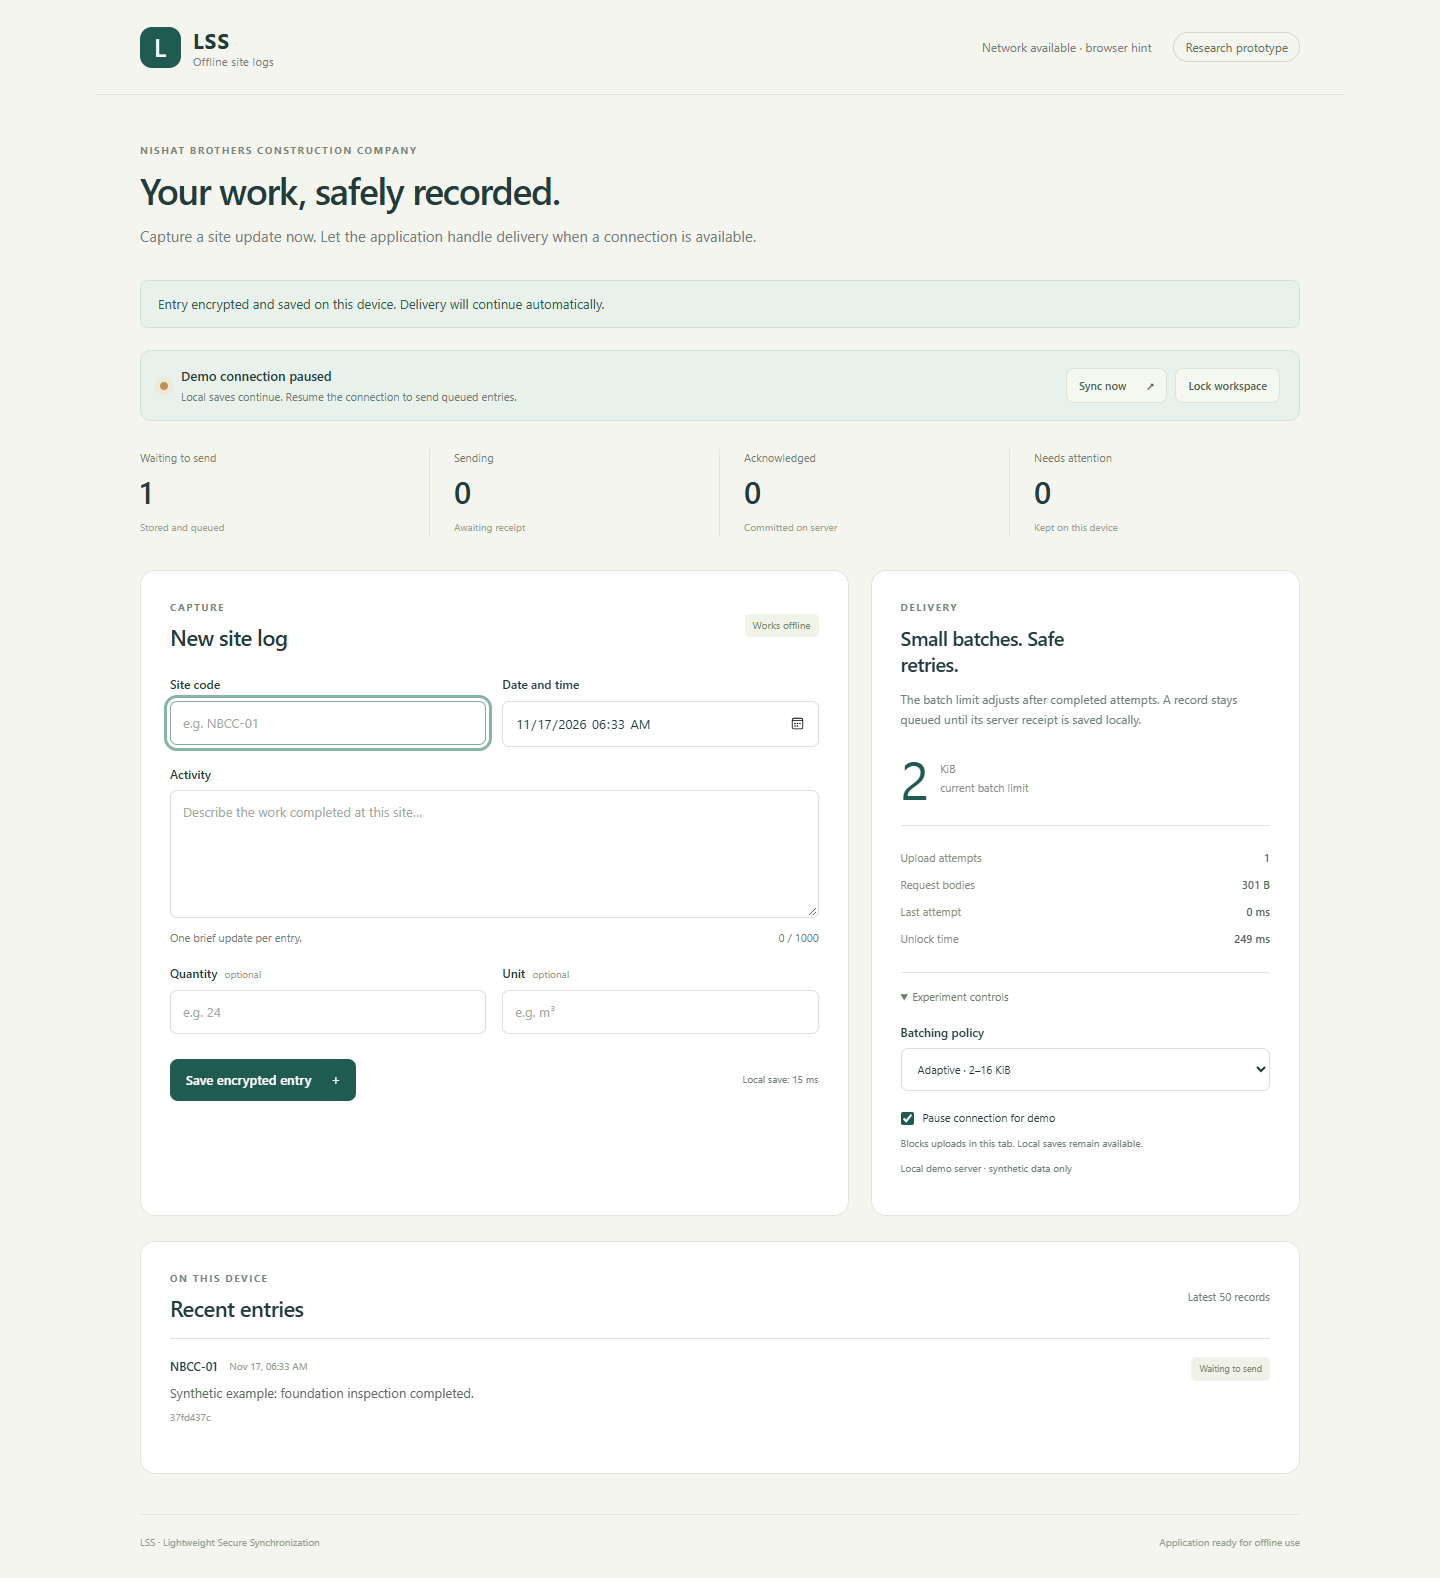 L
LSS
Offline site logs
Network available · browser hint
Research prototype
NISHAT BROTHERS CONSTRUCTION COMPANY
Your work, safely recorded.
Capture a site update now. Let the application handle delivery when a connection is available.
Entry encrypted and saved on this device. Delivery will continue automatically.
Demo connection paused
Local saves continue. Resume the connection to send queued entries.
Sync now ↗
Lock workspace
Waiting to send
1
Stored and queued
Sending
0
Awaiting receipt
Acknowledged
0
Committed on server
Needs attention
0
Kept on this device
CAPTURE
New site log
Works offline
Site code
e.g. NBCC-01
Date and time
11/17/2026 06:33 AM
Activity
Describe the work completed at this site...
One brief update per entry.
0 / 1000
Quantity optional
e.g. 24
Unit optional
e.g. m³
Save encrypted entry +
Local save: 15 ms
DELIVERY
Small batches. Safe
retries.
The batch limit adjusts after completed attempts. A record stays
queued until its server receipt is saved locally.
2
KiB
current batch limit
Upload attempts 1
Request bodies 301 B
Last attempt 0 ms
Unlock time 249 ms
▼ Experiment controls
Batching policy
Adaptive · 2–16 KiB
Pause connection for demo
Blocks uploads in this tab. Local saves remain available.
Local demo server · synthetic data only
ON THIS DEVICE
Recent entries
Latest 50 records
NBCC-01 Nov 17, 06:33 AM
Waiting to send
Synthetic example: foundation inspection completed.
37fd437c
LSS · Lightweight Secure Synchronization
Application ready for offline use